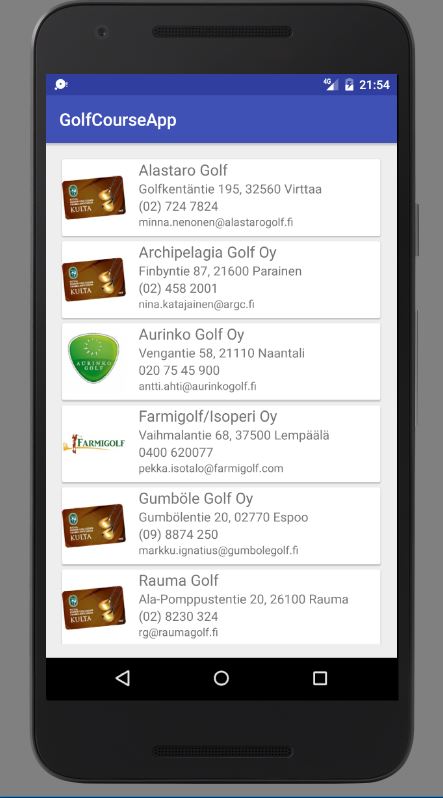 4G 21:54
GolfCourseApp
KULTA
Alastaro Golf
Golfkentäntie 195, 32560 Virttaa
(02) 724 7824
minna.nenonen@alastarogolf.fi
KULTA
Archipelagia Golf Oy
Finbyntie 87, 21600 Parainen
(02) 458 2001
nina.katajainen@argc.fi
AURINKO
GOLF
Aurinko Golf Oy
Vengantie 58, 21110 Naantali
020 75 45 900
antti.ahti@aurinkogolf.fi
FARMIGOLF
Farmigolf/Isoperi Oy
Vaihmalantie 68, 37500 Lempäälä
0400 620077
pekka.isotalo@farmigolf.com
KULTA
Gumböle Golf Oy
Gumbölentie 20, 02770 Espoo
(09) 8874 250
markku.ignatius@gumbolegolf.fi
KULTA
Rauma Golf
Ala-Pomppustentie 20, 26100 Rauma
(02) 8230 324
rg@raumagolf.fi